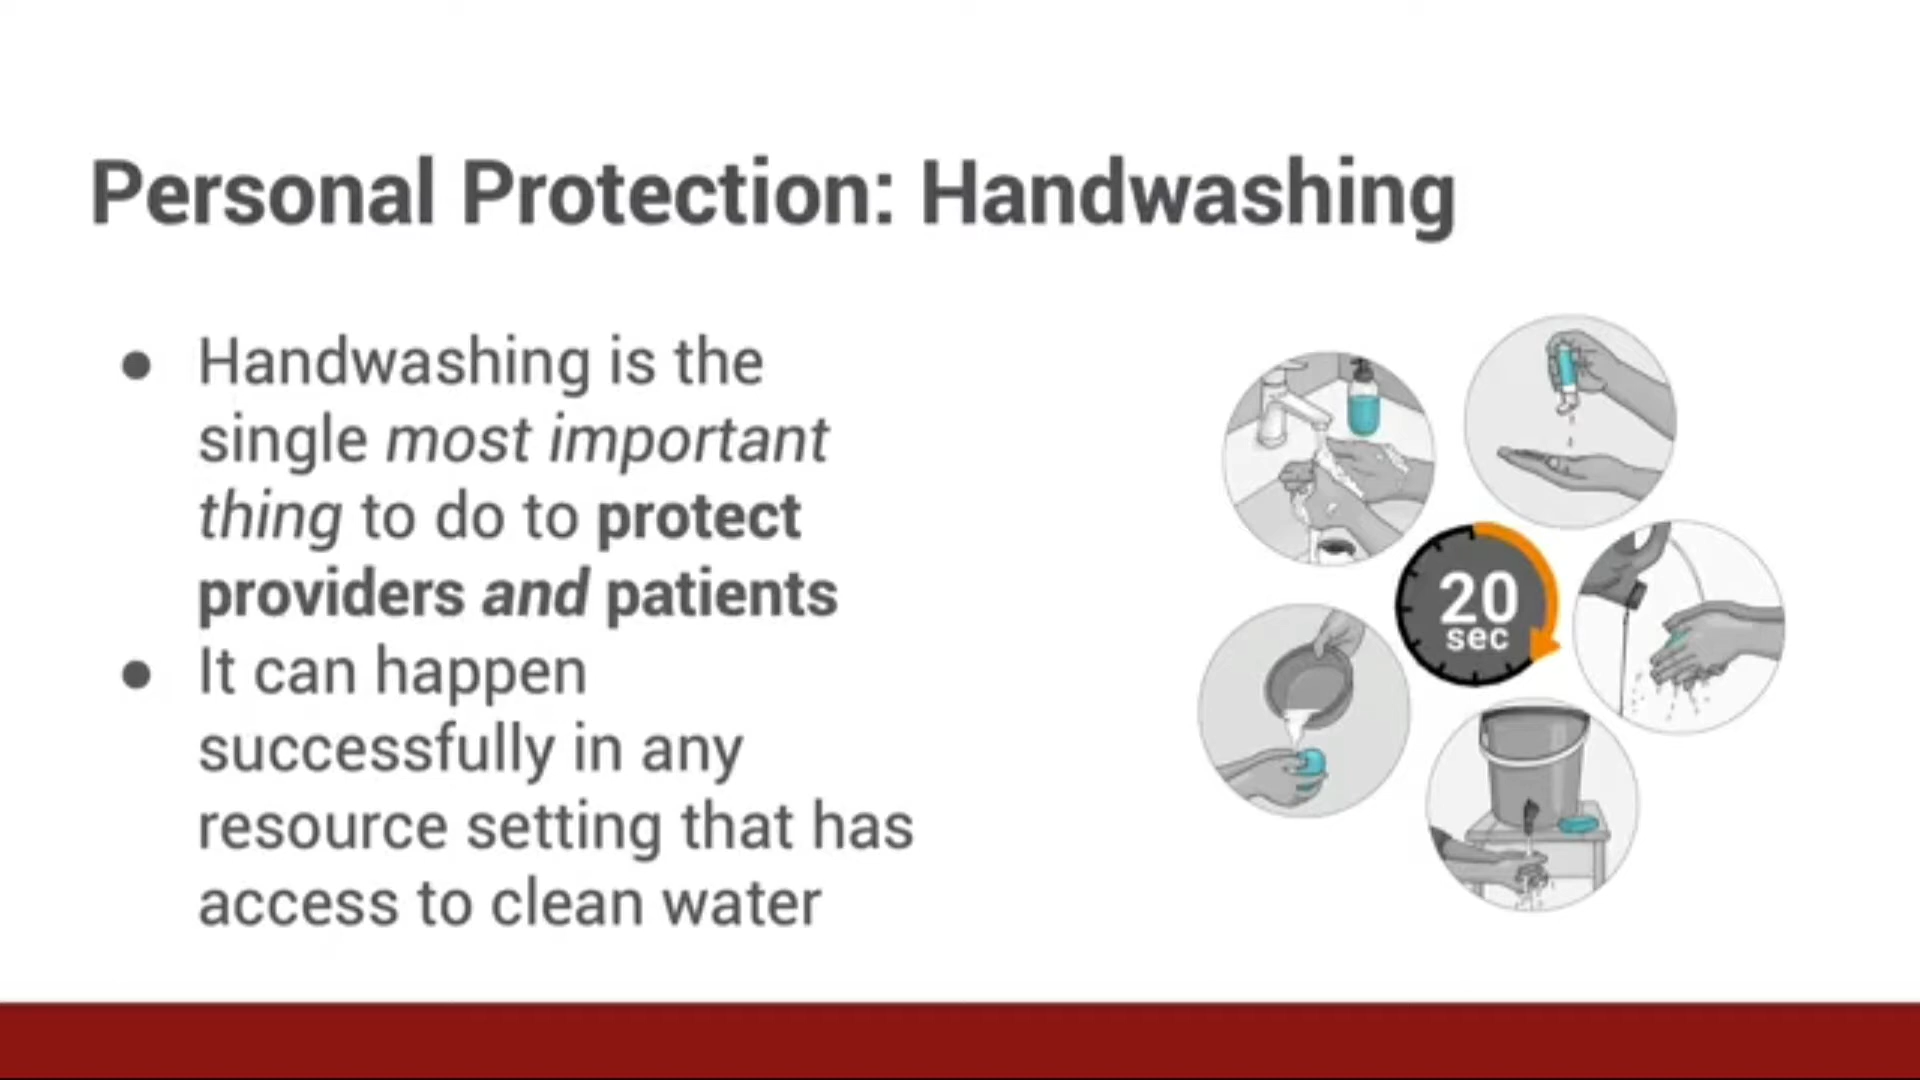 Personal Protection: Handwashing
● Handwashing is the
single most important
thing to do to protect
providers and patients
● It can happen
successfully in any
resource setting that has
access to clean water
20
sec